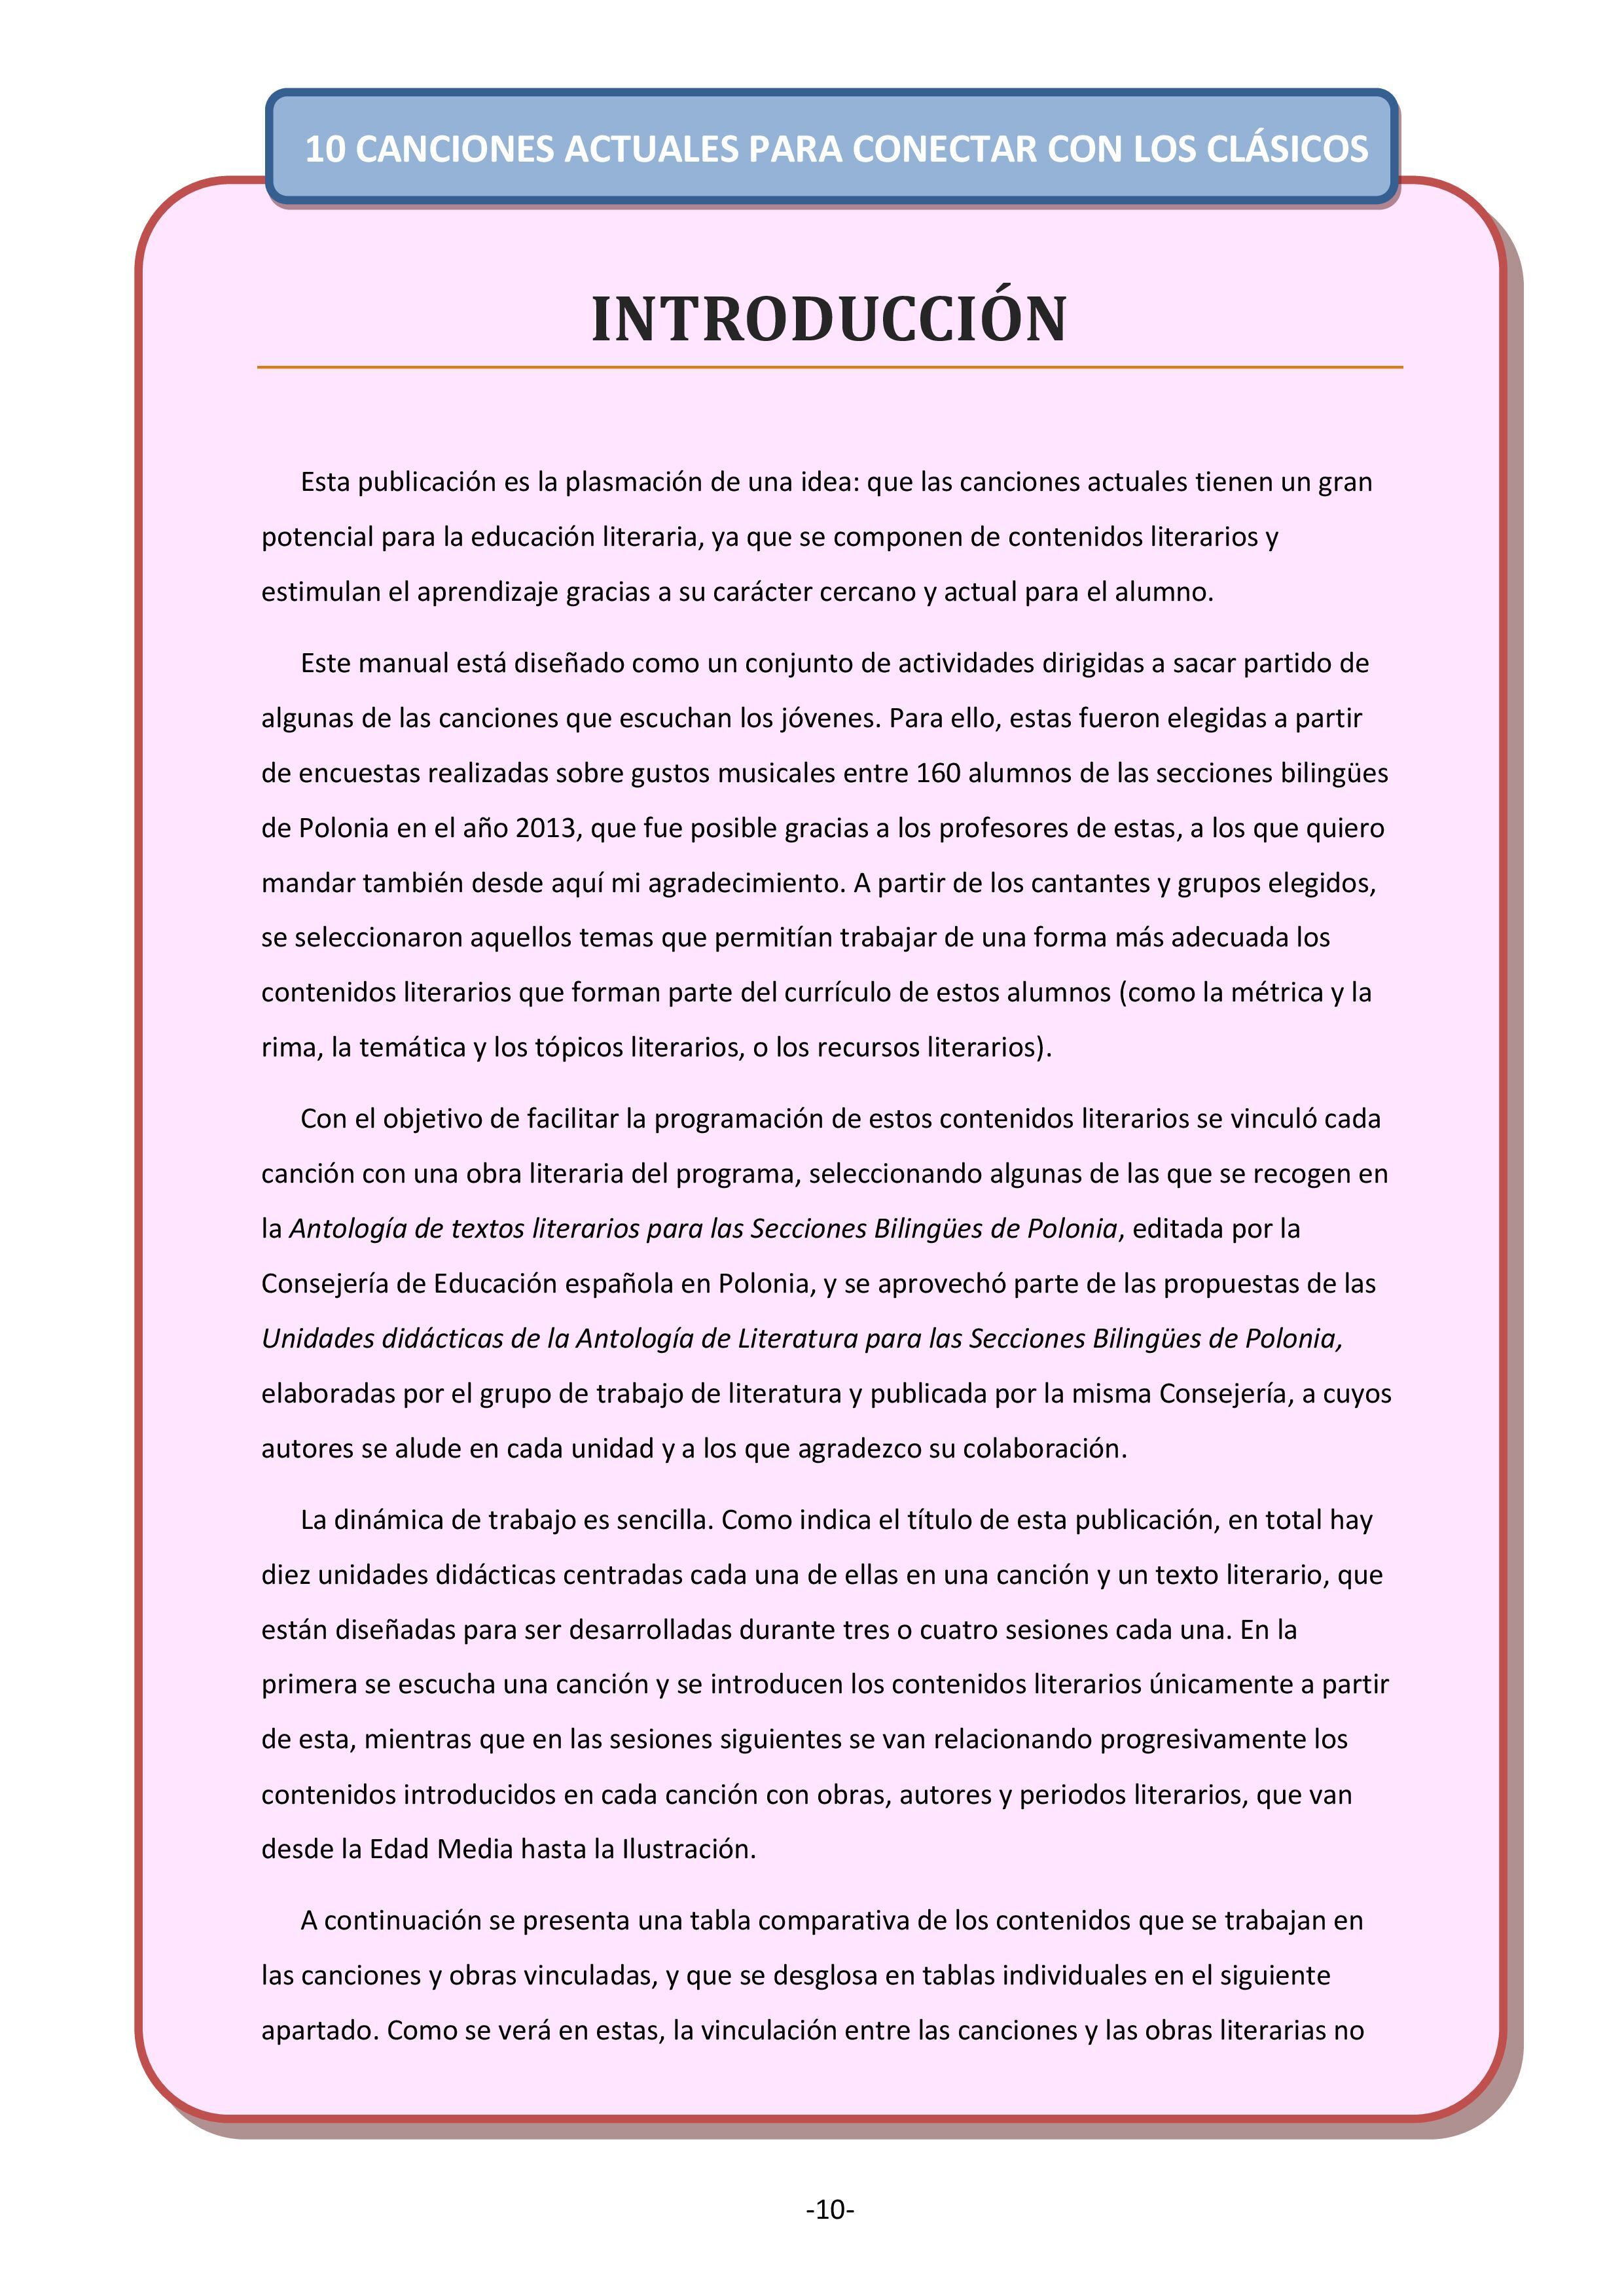 10 CANCIONES ACTUALES PARA CONECTAR CON LOS CLÁSICOS
INTRODUCCIÓN
Esta publicación es la plasmación de una idea: que las canciones actuales tienen un gran
potencial para la educación literaria, ya que se componen de contenidos literarios y
estimulan el aprendizaje gracias a su carácter cercano y actual para el alumno.
Este manual está diseñado como un conjunto de actividades dirigidas a sacar partido de
algunas de las canciones que escuchan los jóvenes. Para ello, estas fueron elegidas a partir
de encuestas realizadas sobre gustos musicales entre 160 alumnos de las secciones bilingües
de Polonia en el año 2013, que fue posible gracias a los profesores de estas, a los que quiero
mandar también desde aquí mi agradecimiento. A partir de los cantantes y grupos elegidos,
se seleccionaron aquellos temas que permitían trabajar de una forma más adecuada los
contenidos literarios que forman parte del currículo de estos alumnos (como la métrica y la
rima, la temática y los tópicos literarios, o los recursos literarios).
Con el objetivo de facilitar la programación de estos contenidos literarios se vinculó cada
canción con una obra literaria del programa, seleccionando algunas de las que se recogen en
la Antología de textos literarios para las Secciones Bilingües de Polonia, editada por la
Consejería de Educación española en Polonia, y se aprovechó parte de las propuestas de las
Unidades didácticas de la Antología de Literatura para las Secciones Bilingües de Polonia,
elaboradas por el grupo de trabajo de literatura y publicada por la misma Consejería, a cuyos
autores se alude en cada unidad y a los que agradezco su colaboración.
La dinámica de trabajo es sencilla. Como indica el título de esta publicación, en total hay
diez unidades didácticas centradas cada una de ellas en una canción y un texto literario, que
están diseñadas para ser desarrolladas durante tres o cuatro sesiones cada una. En la
primera se escucha una canción y se introducen los contenidos literarios únicamente a partir
de esta, mientras que en las sesiones siguientes se van relacionando progresivamente los
contenidos introducidos en cada canción con obras, autores y periodos literarios, que van
desde la Edad Media hasta la Ilustración.
A continuación se presenta una tabla comparativa de los contenidos que se trabajan en
las canciones y obras vinculadas, y que se desglosa en tablas individuales en el siguiente
apartado. Como se verá en estas, la vinculación entre las canciones y las obras literarias no
-10-